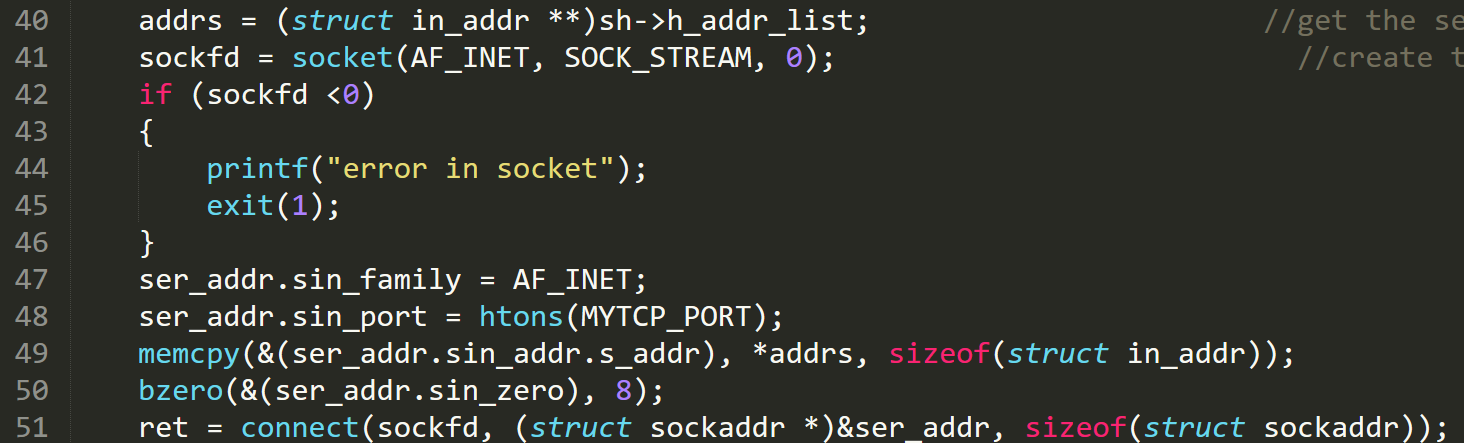 40 addrs = (struct in_addr **)sh->h_addr_list; //get the se
41 sockfd = socket(AF_INET, SOCK_STREAM, 0); //create t
42 if (sockfd <0)
43 {
44 printf("error in socket");
45 exit(1);
46 }
47 ser_addr.sin_family = AF_INET;
48 ser_addr.sin_port = htons(MYTCP_PORT);
49 memcpy(&(ser_addr.sin_addr.s_addr), *addrs, sizeof(struct in_addr));
50 bzero(&(ser_addr.sin_zero), 8);
51 ret = connect(sockfd, (struct sockaddr *)&ser_addr, sizeof(struct sockaddr));